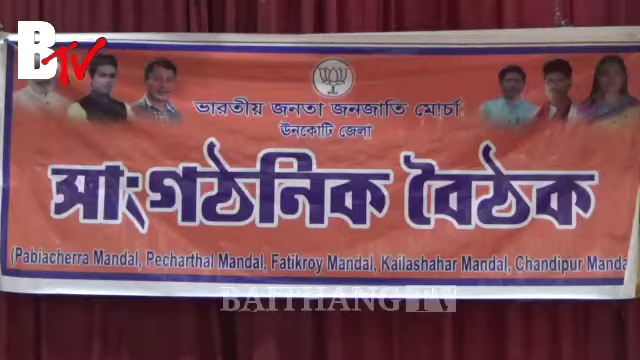 BTV
ভারতীয় জনতা জনজাতি মোর্চা
উনকোটি জেলা
সাংগঠনিক বৈঠক
(Pabiacherra Mandal, Pecharthal Mandal, Fatikroy Mandal, Kailashahar Mandal, Chandipur Manda
BAITHANG TV